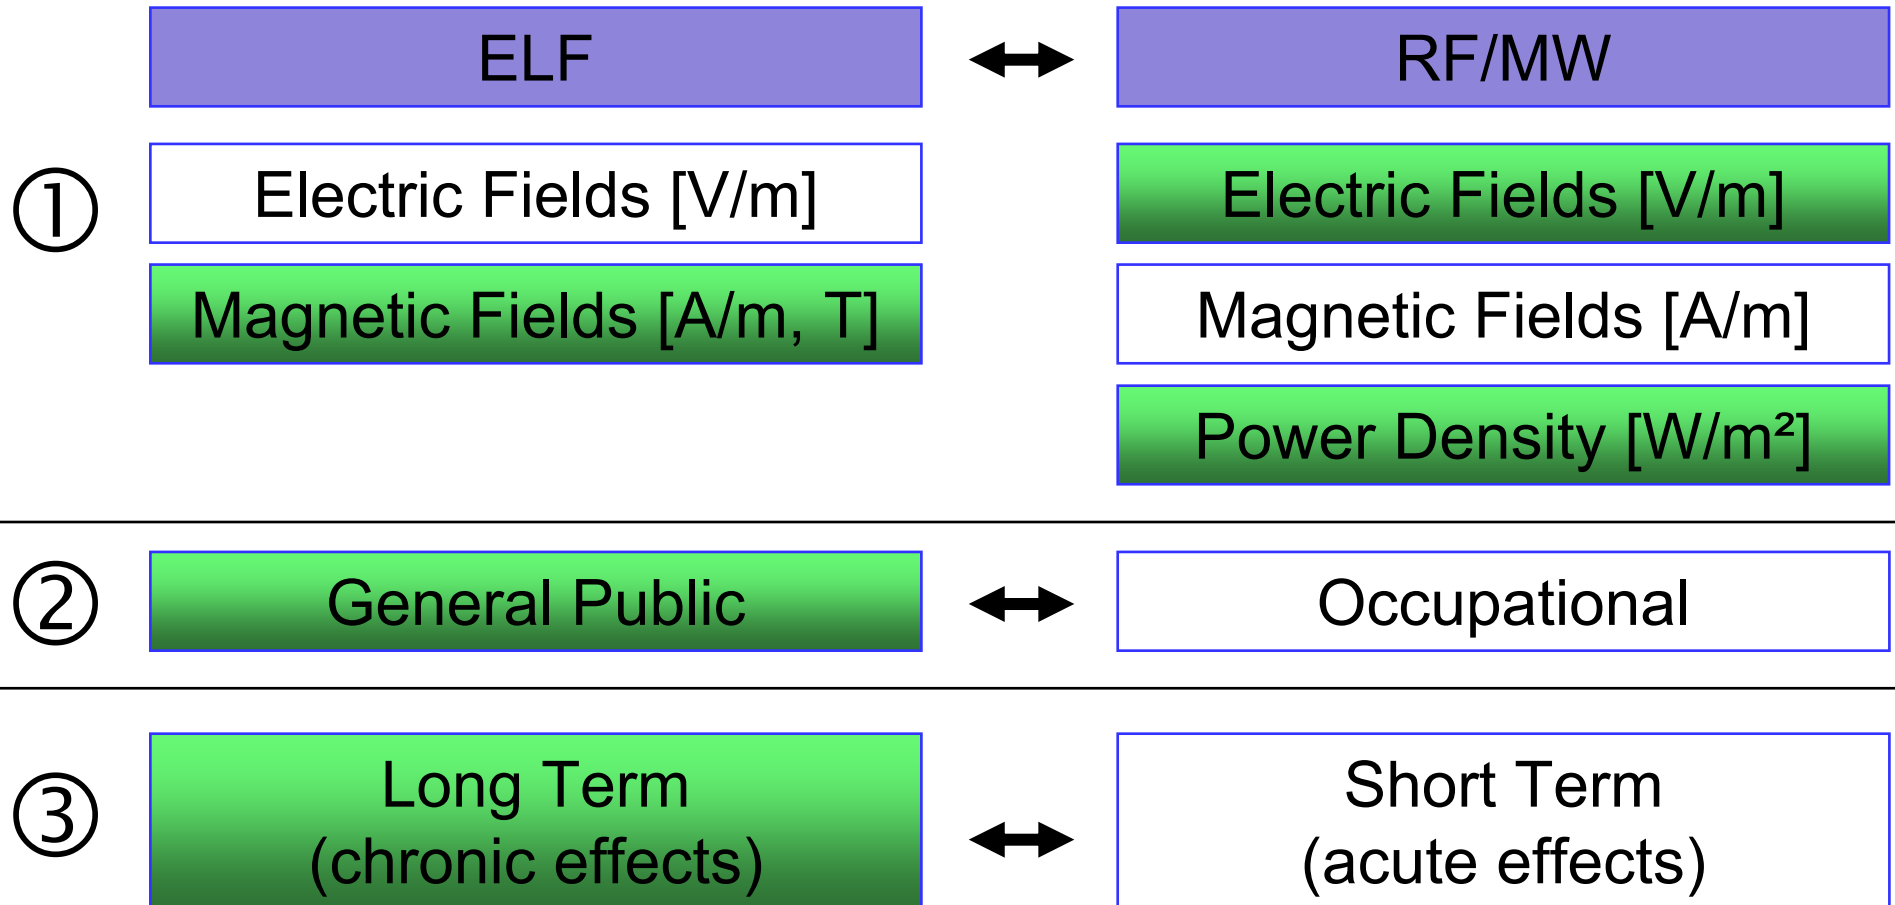 ELF
RF/MW
①
Electric Fields [V/m]
Electric Fields [V/m]
Magnetic Fields [A/m, T]
Magnetic Fields [A/m]
Power Density [W/m²]
②
General Public
Occupational
③
Long Term
(chronic effects)
Short Term
(acute effects)